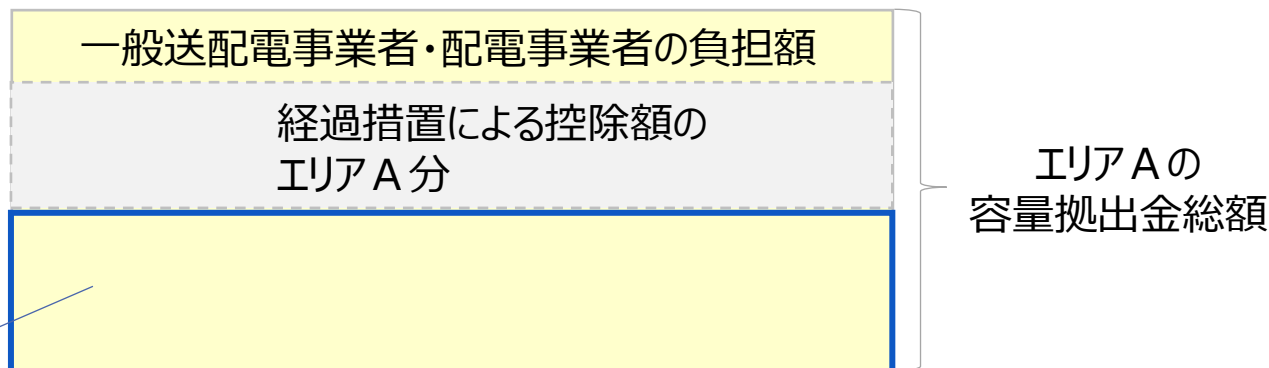 一般送配電事業者・配電事業者の負担額
経過措置による控除額の
エリアA分
エリアAの
容量拠出金総額